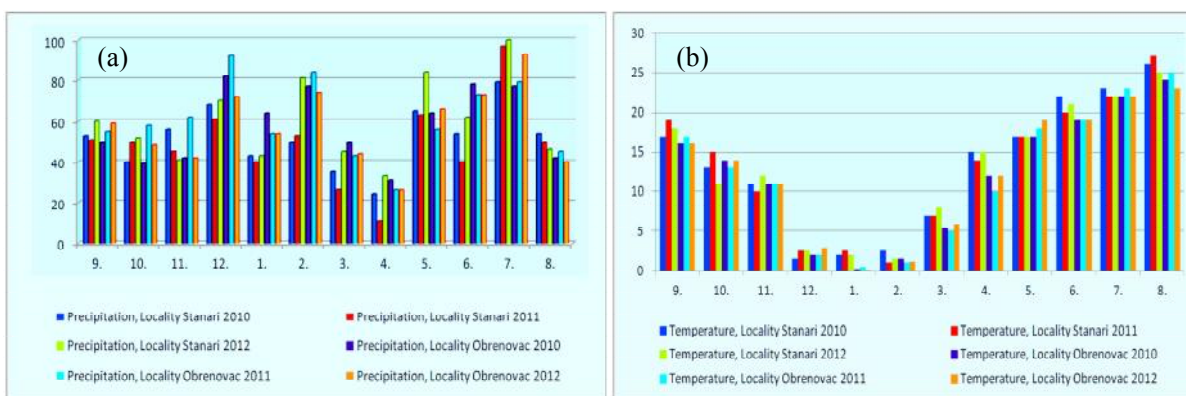 (a)
100
80
60
40
20
0
9. 10. 11. 12. 1. 2. 3. 4. 5. 6. 7. 8.
Precipitation, Locality Stanari 2010 Precipitation, Locality Stanari 2011
Precipitation, Locality Stanari 2012 Precipitation, Locality Obrenovac 2010
Precipitation, Locality Obrenovac 2011 Precipitation, Locality Obrenovac 2012
(b)
30
25
20
15
10
5
0
9. 10. 11. 12. 1. 2. 3. 4. 5. 6. 7. 8.
Temperature, Locality Stanari 2010 Temperature, Locality Stanari 2011
Temperature, Locality Stanari 2012 Temperature, Locality Obrenovac 2010
Temperature, Locality Obrenovac 2011 Temperature, Locality Obrenovac 2012